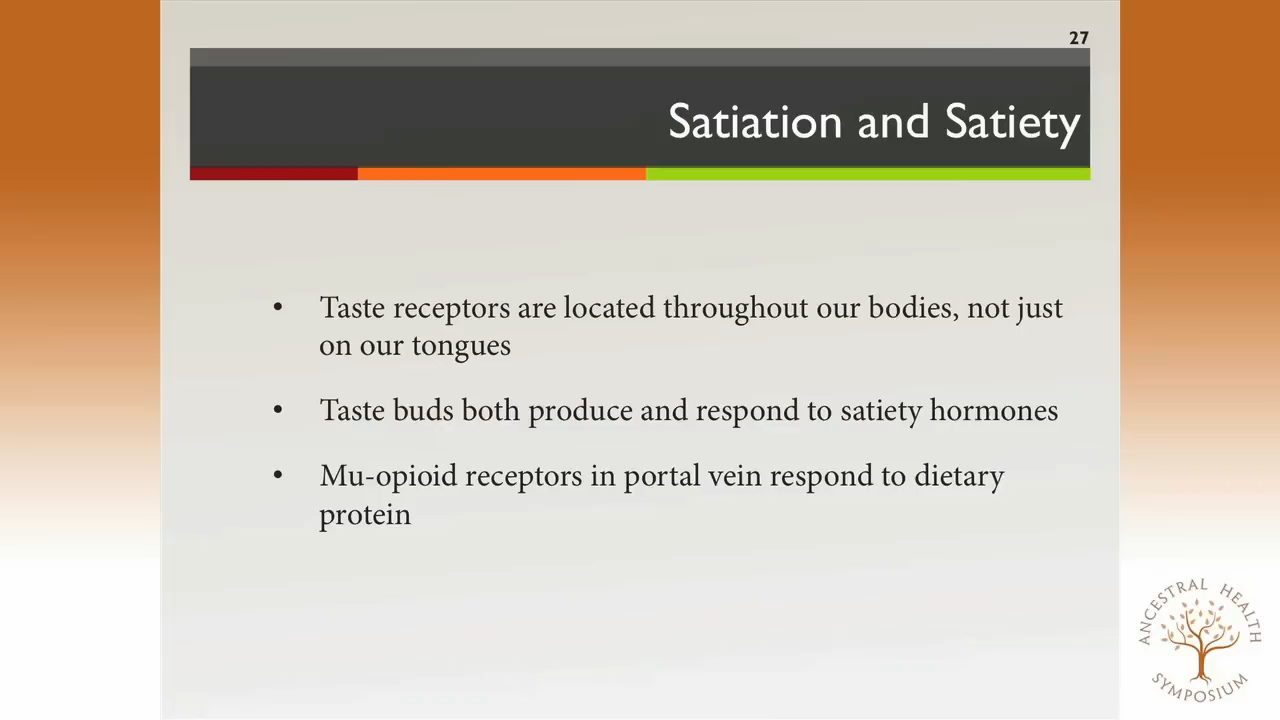 27
Satiation and Satiety
• Taste receptors are located throughout our bodies, not just
on our tongues
• Taste buds both produce and respond to satiety hormones
• Mu-opioid receptors in portal vein respond to dietary
protein
ANCESTRAL HEALTH
SYMPOSIUM